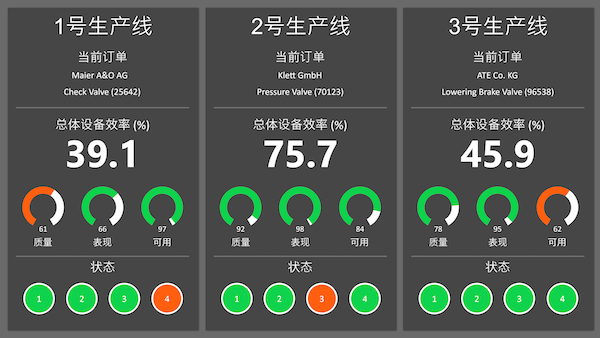 1号生产线
当前订单
Maier A&O AG
Check Valve (25642)
总体设备效率 (%)
39.1
61
质量
66
表现
97
可用
状态
1
2
3
4
2号生产线
当前订单
Klett GmbH
Pressure Valve (70123)
总体设备效率 (%)
75.7
92
质量
98
表现
84
可用
状态
1
2
3
4
3号生产线
当前订单
ATE Co. KG
Lowering Brake Valve (96538)
总体设备效率 (%)
45.9
78
质量
95
表现
62
可用
状态
1
2
3
4